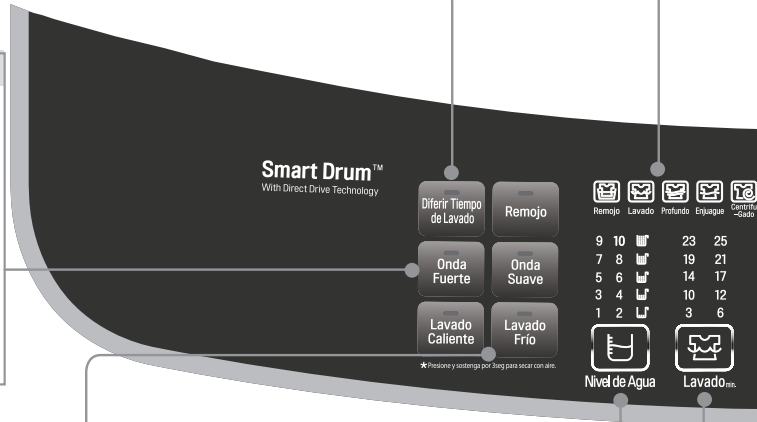 Smart Drum™
With Direct Drive Technology
Diferir Tiempo
de Lavado
Remojo
Onda
Fuerte
Onda
Suave
Lavado
Caliente
Lavado
Frío
*Presione y sostenga por 3seg para secar con aire.
Remojo Lavado Profundo Enjuague Centrifu
-Gado
9 10 23 25
7 8 19 21
5 6 14 17
3 4 10 12
1 2 3 6
Nivel de Agua Lavado min.